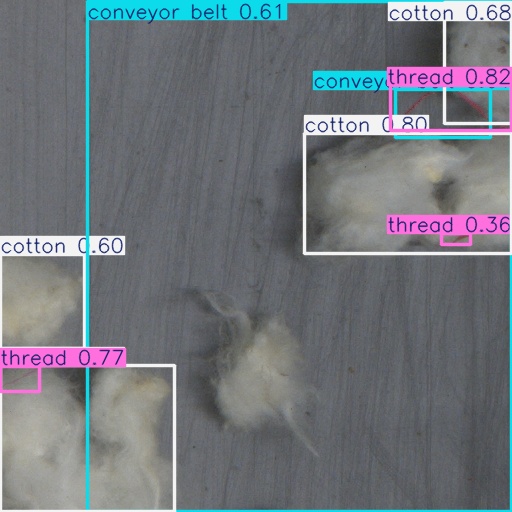 conveyor belt 0.61
cotton 0.68
convey
thread 0.82
cotton 0.80
thread 0.36
cotton 0.60
thread 0.77